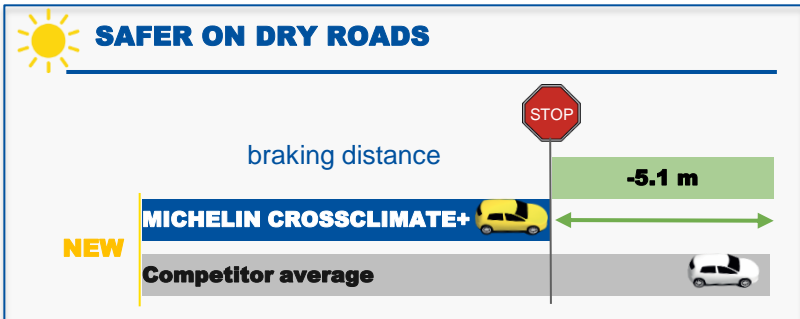 SAFER ON DRY ROADS
STOP
braking distance
-5.1 m
MICHELIN CROSSCLIMATE+
NEW
Competitor average